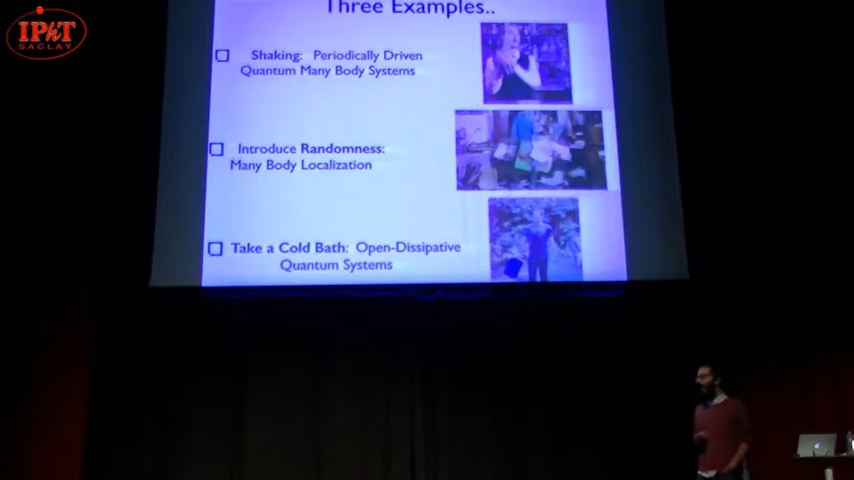 IPhT
SACLAY
Three Examples..
Shaking: Periodically Driven
Quantum Many Body Systems
Introduce Randomness:
Many Body Localization
Take a Cold Bath: Open-Dissipative
Quantum Systems